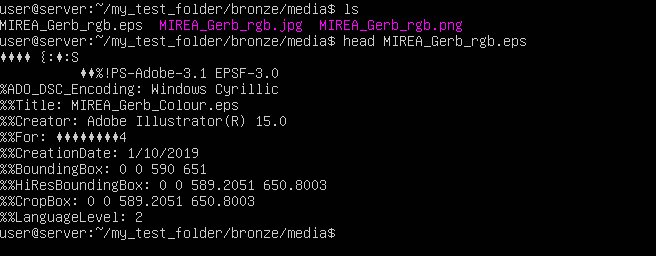 user@server:~/my_test_folder/bronze/media$ ls
MIREA_Gerb_rgb.eps MIREA_Gerb_rgb.jpg MIREA_Gerb_rgb.png
user@server:~/my_test_folder/bronze/media$ head MIREA_Gerb_rgb.eps
♦♦♦♦ {:♦:S
♦♦%!PS-Adobe-3.1 EPSF-3.0
%ADO_DSC_Encoding: Windows Cyrillic
%%Title: MIREA_Gerb_Colour.eps
%%Creator: Adobe Illustrator(R) 15.0
%%For: ♦♦♦♦♦♦♦♦4
%%CreationDate: 1/10/2019
%%BoundingBox: 0 0 590 651
%%HiResBoundingBox: 0 0 589.2051 650.8003
%%CropBox: 0 0 589.2051 650.8003
%%LanguageLevel: 2
user@server:~/my_test_folder/bronze/media$